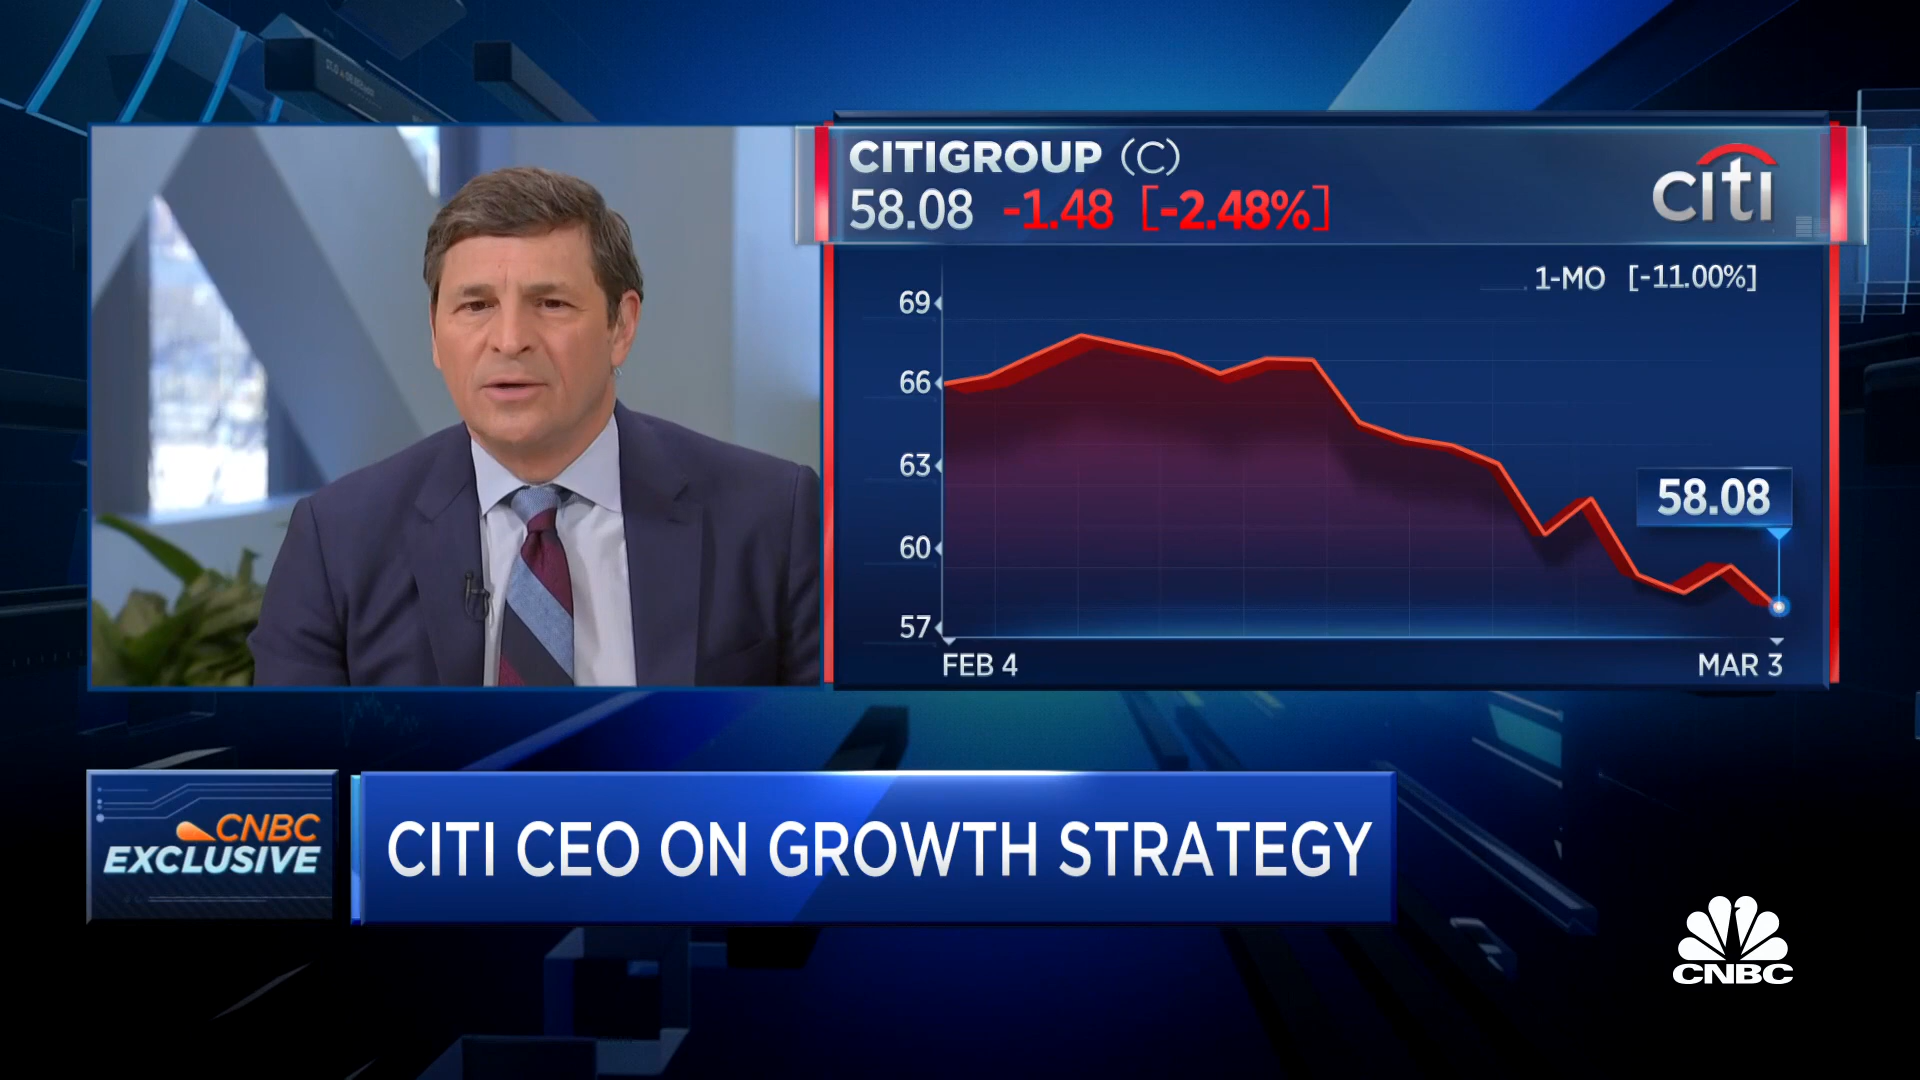 CITIGROUP (C)
58.08 -1.48 [-2.48%]
citi
1-MO [-11.00%]
69
66
63
60
57
58.08
FEB 4
MAR 3
CNBC
EXCLUSIVE
CITI CEO ON GROWTH STRATEGY
CNBC